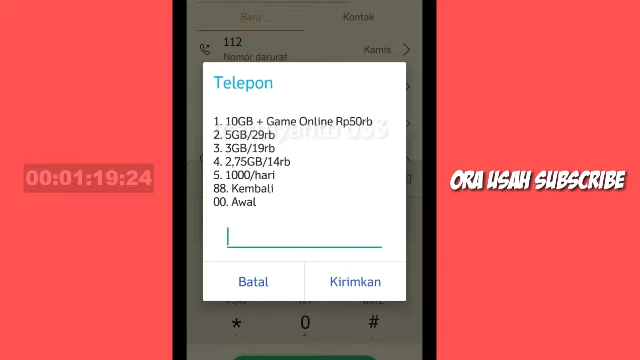 Baru
Kontak
112
Nomor darurat
Kamis
Telepon
1. 10GB + Game Online Rp50rb
2. 5GB/29rb
3. 3GB/19rb
4. 2,75GB/14rb
5. 1000/hari
88. Kembali
00. Awal
Batal
Kirimkan
* 0 #
+
00:01:19:24
ORA USAH SUBSCRIBE